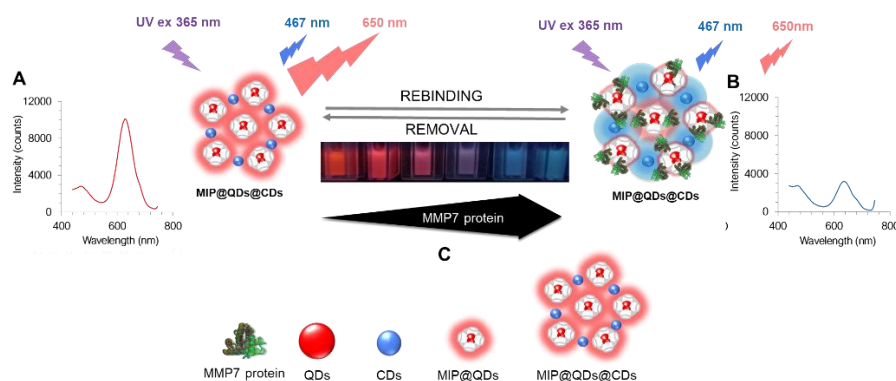 UV ex 365 nm
467 nm
650 nm
UV ex 365 nm
467 nm
650nm
A
B
12000
8000
4000
0
400
600
800
Intensity (counts)
Wavelength (nm)
MIP@QDs@CDs
REBINDING
REMOVAL
MMP7 protein
MIP@QDs@CDs
12000
8000
4000
0
400
600
800
Intensity (counts)
Wavelength (nm)
C
MMP7 protein
QDs
CDs
MIP@QDs
MIP@QDs@CDs